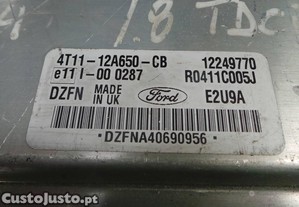 1.8 TDC
4T11-12A650-CB 12249770
e11 I-00 0287 R0411C005J
DZFN MADE IN UK Ford E2U9A
DZFNA40690956
CustoJusto.pt